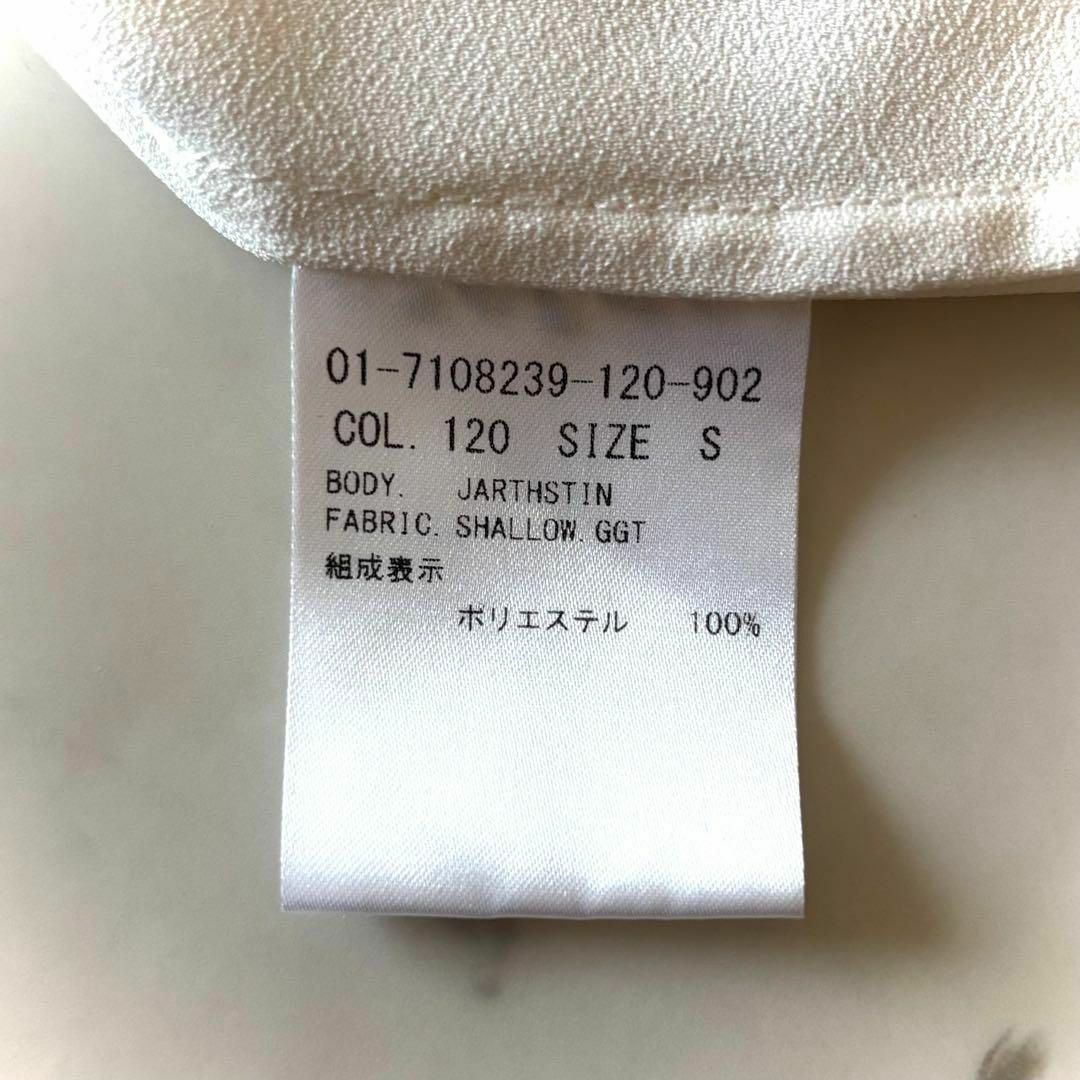 01-7108239-120-902
COL. 120 SIZE S
BODY. JARTHSTIN
FABRIC. SHALLOW.GGT
組成表示
ポリエステル 100%